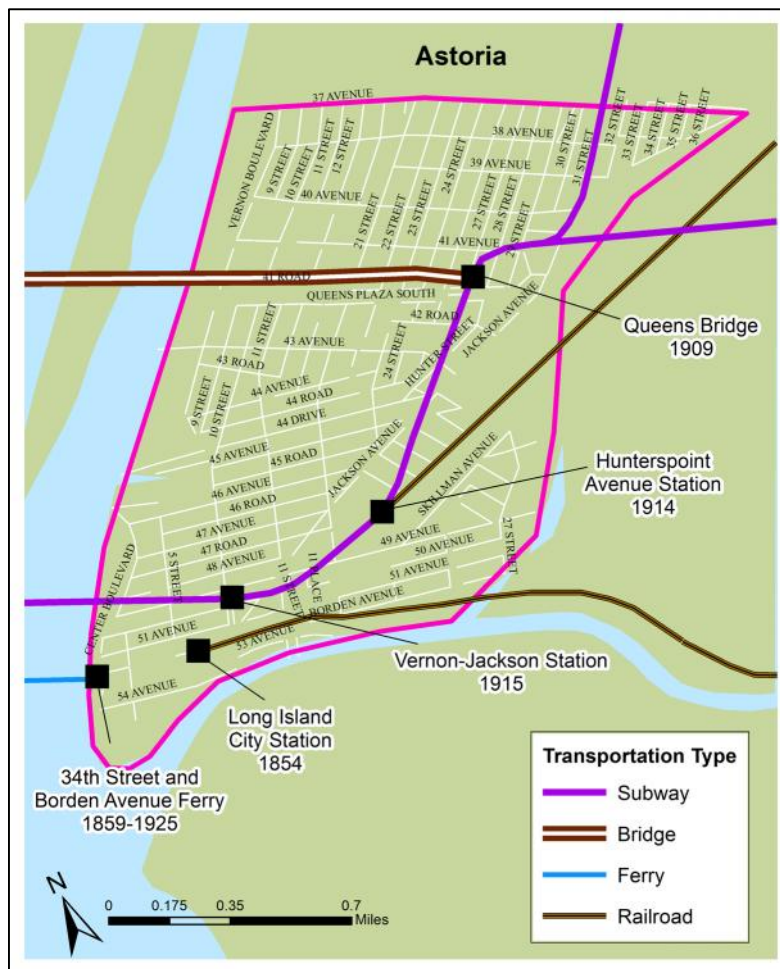 Astoria
37 AVENUE
VERNON BOULEVARD
9 STREET
10 STREET
11 STREET
12 STREET
38 AVENUE
39 AVENUE
30 STREET
31 STREET
32 STREET
33 STREET
34 STREET
35 STREET
36 STREET
40 AVENUE
21 STREET
22 STREET
23 STREET
24 STREET
27 STREET
28 STREET
29 STREET
41 AVENUE
41 ROAD
QUEENS PLAZA SOUTH
42 ROAD
JACKSON AVENUE
HUNTER STREET
Queens Bridge
1909
11 STREET
43 AVENUE
43 ROAD
24 STREET
9 STREET
10 STREET
44 AVENUE
44 ROAD
44 DRIVE
45 AVENUE
45 ROAD
JACKSON AVENUE
SKILLMAN AVENUE
46 AVENUE
46 ROAD
47 AVENUE
47 ROAD
48 AVENUE
Hunterspoint
Avenue Station
1914
CENTER BOULEVARD
5 STREET
11 STREET
11 PLACE
49 AVENUE
50 AVENUE
51 AVENUE
27 STREET
BORDEN AVENUE
51 AVENUE
53 AVENUE
54 AVENUE
Vernon-Jackson Station
1915
Long Island
City Station
1854
34th Street and
Borden Avenue Ferry
1859-1925
Transportation Type
Subway
Bridge
Ferry
Railroad
N
0 0.175 0.35 0.7
Miles